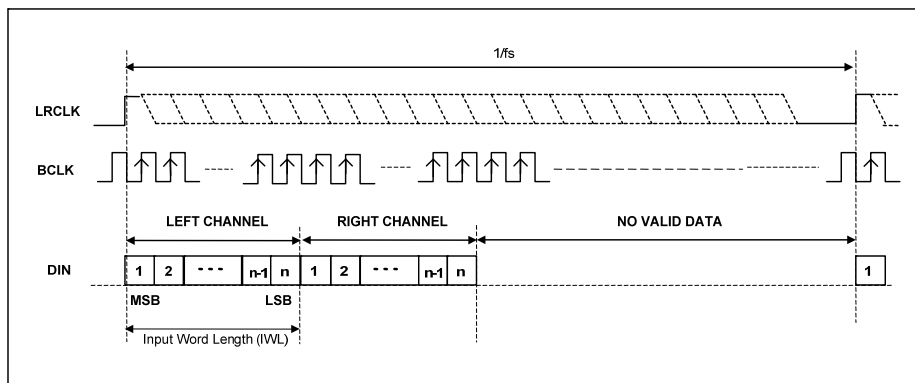 1/fs
LRCLK
BCLK
LEFT CHANNEL RIGHT CHANNEL NO VALID DATA
DIN 1 2 n-1 n 1 2 n-1 n 1
MSB LSB
Input Word Length (IWL)